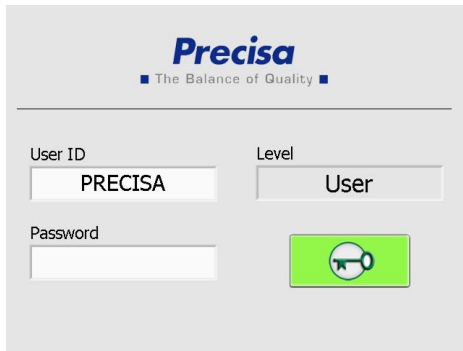 Precisa
The Balance of Quality
User ID
Level
PRECISA
User
Password